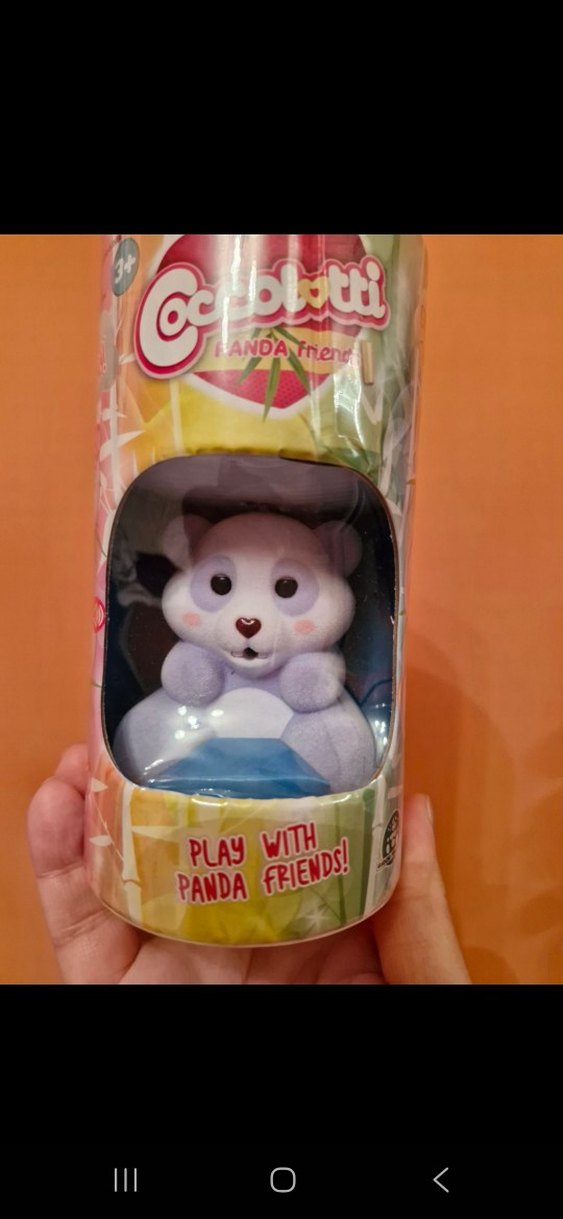 3+
Coccolotti
PANDA friends
PLAY WITH
PANDA FRIENDS!